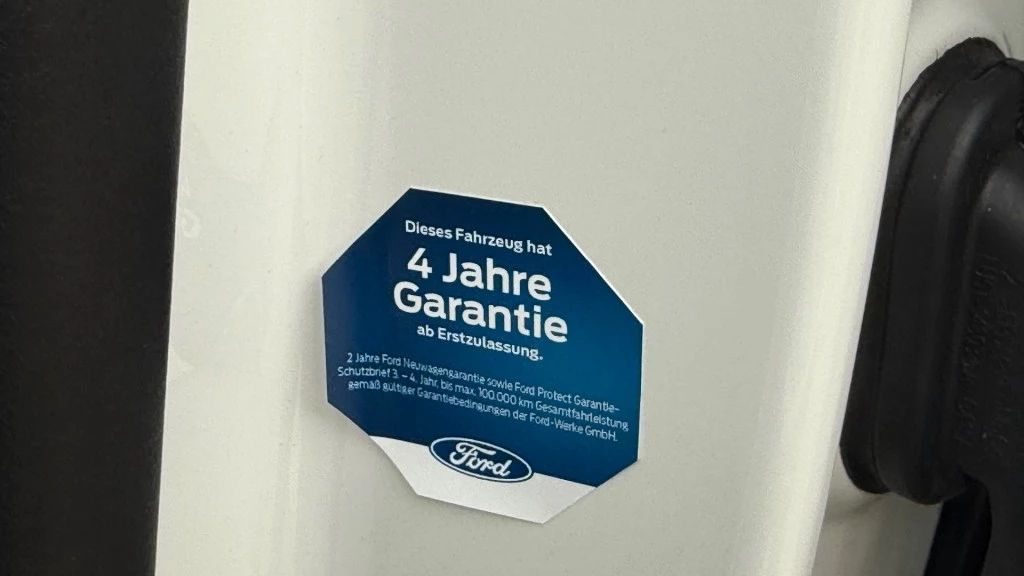 Dieses Fahrzeug hat
4 Jahre
Garantie
ab Erstzulassung.
2 Jahre Ford Neuwagengarantie sowie Ford Protect Garantie-
Schutzbrief 3. – 4. Jahr, bis max. 100.000 km Gesamtfahrleistung
gemäß gültiger Garantiebedingungen der Ford-Werke GmbH.
Ford